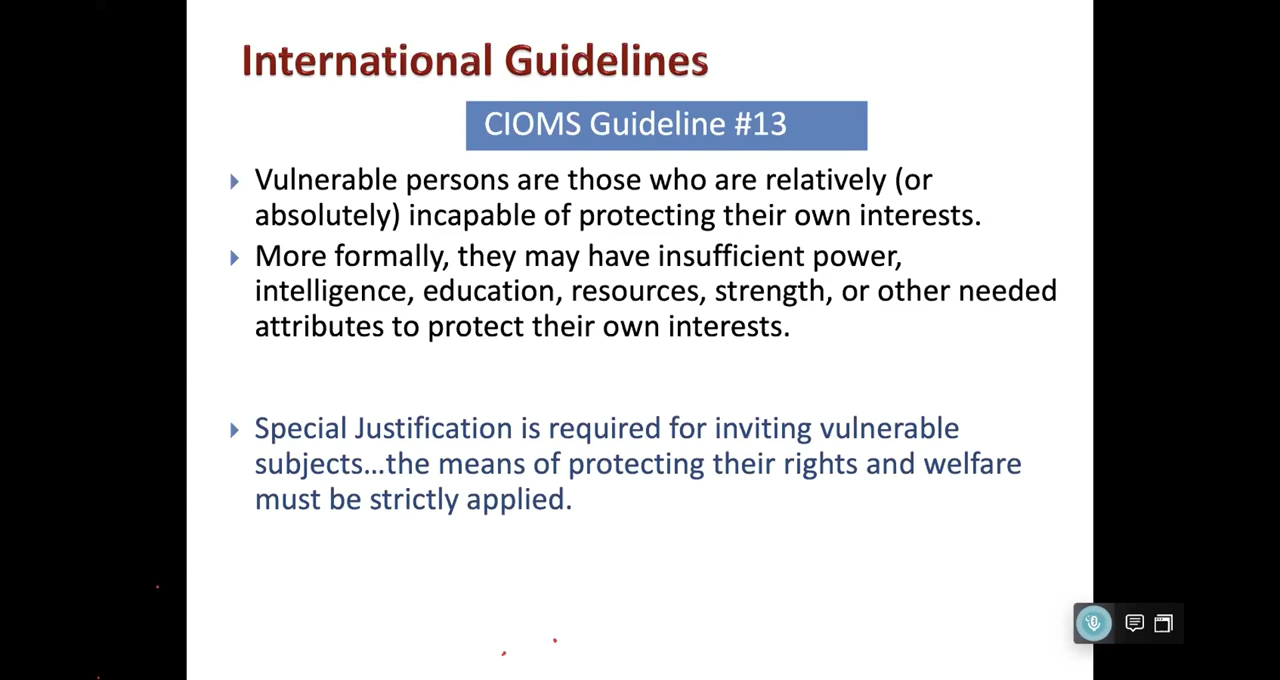 International Guidelines
CIOMS Guideline #13
Vulnerable persons are those who are relatively (or
absolutely) incapable of protecting their own interests.
More formally, they may have insufficient power,
intelligence, education, resources, strength, or other needed
attributes to protect their own interests.
Special Justification is required for inviting vulnerable
subjects...the means of protecting their rights and welfare
must be strictly applied.